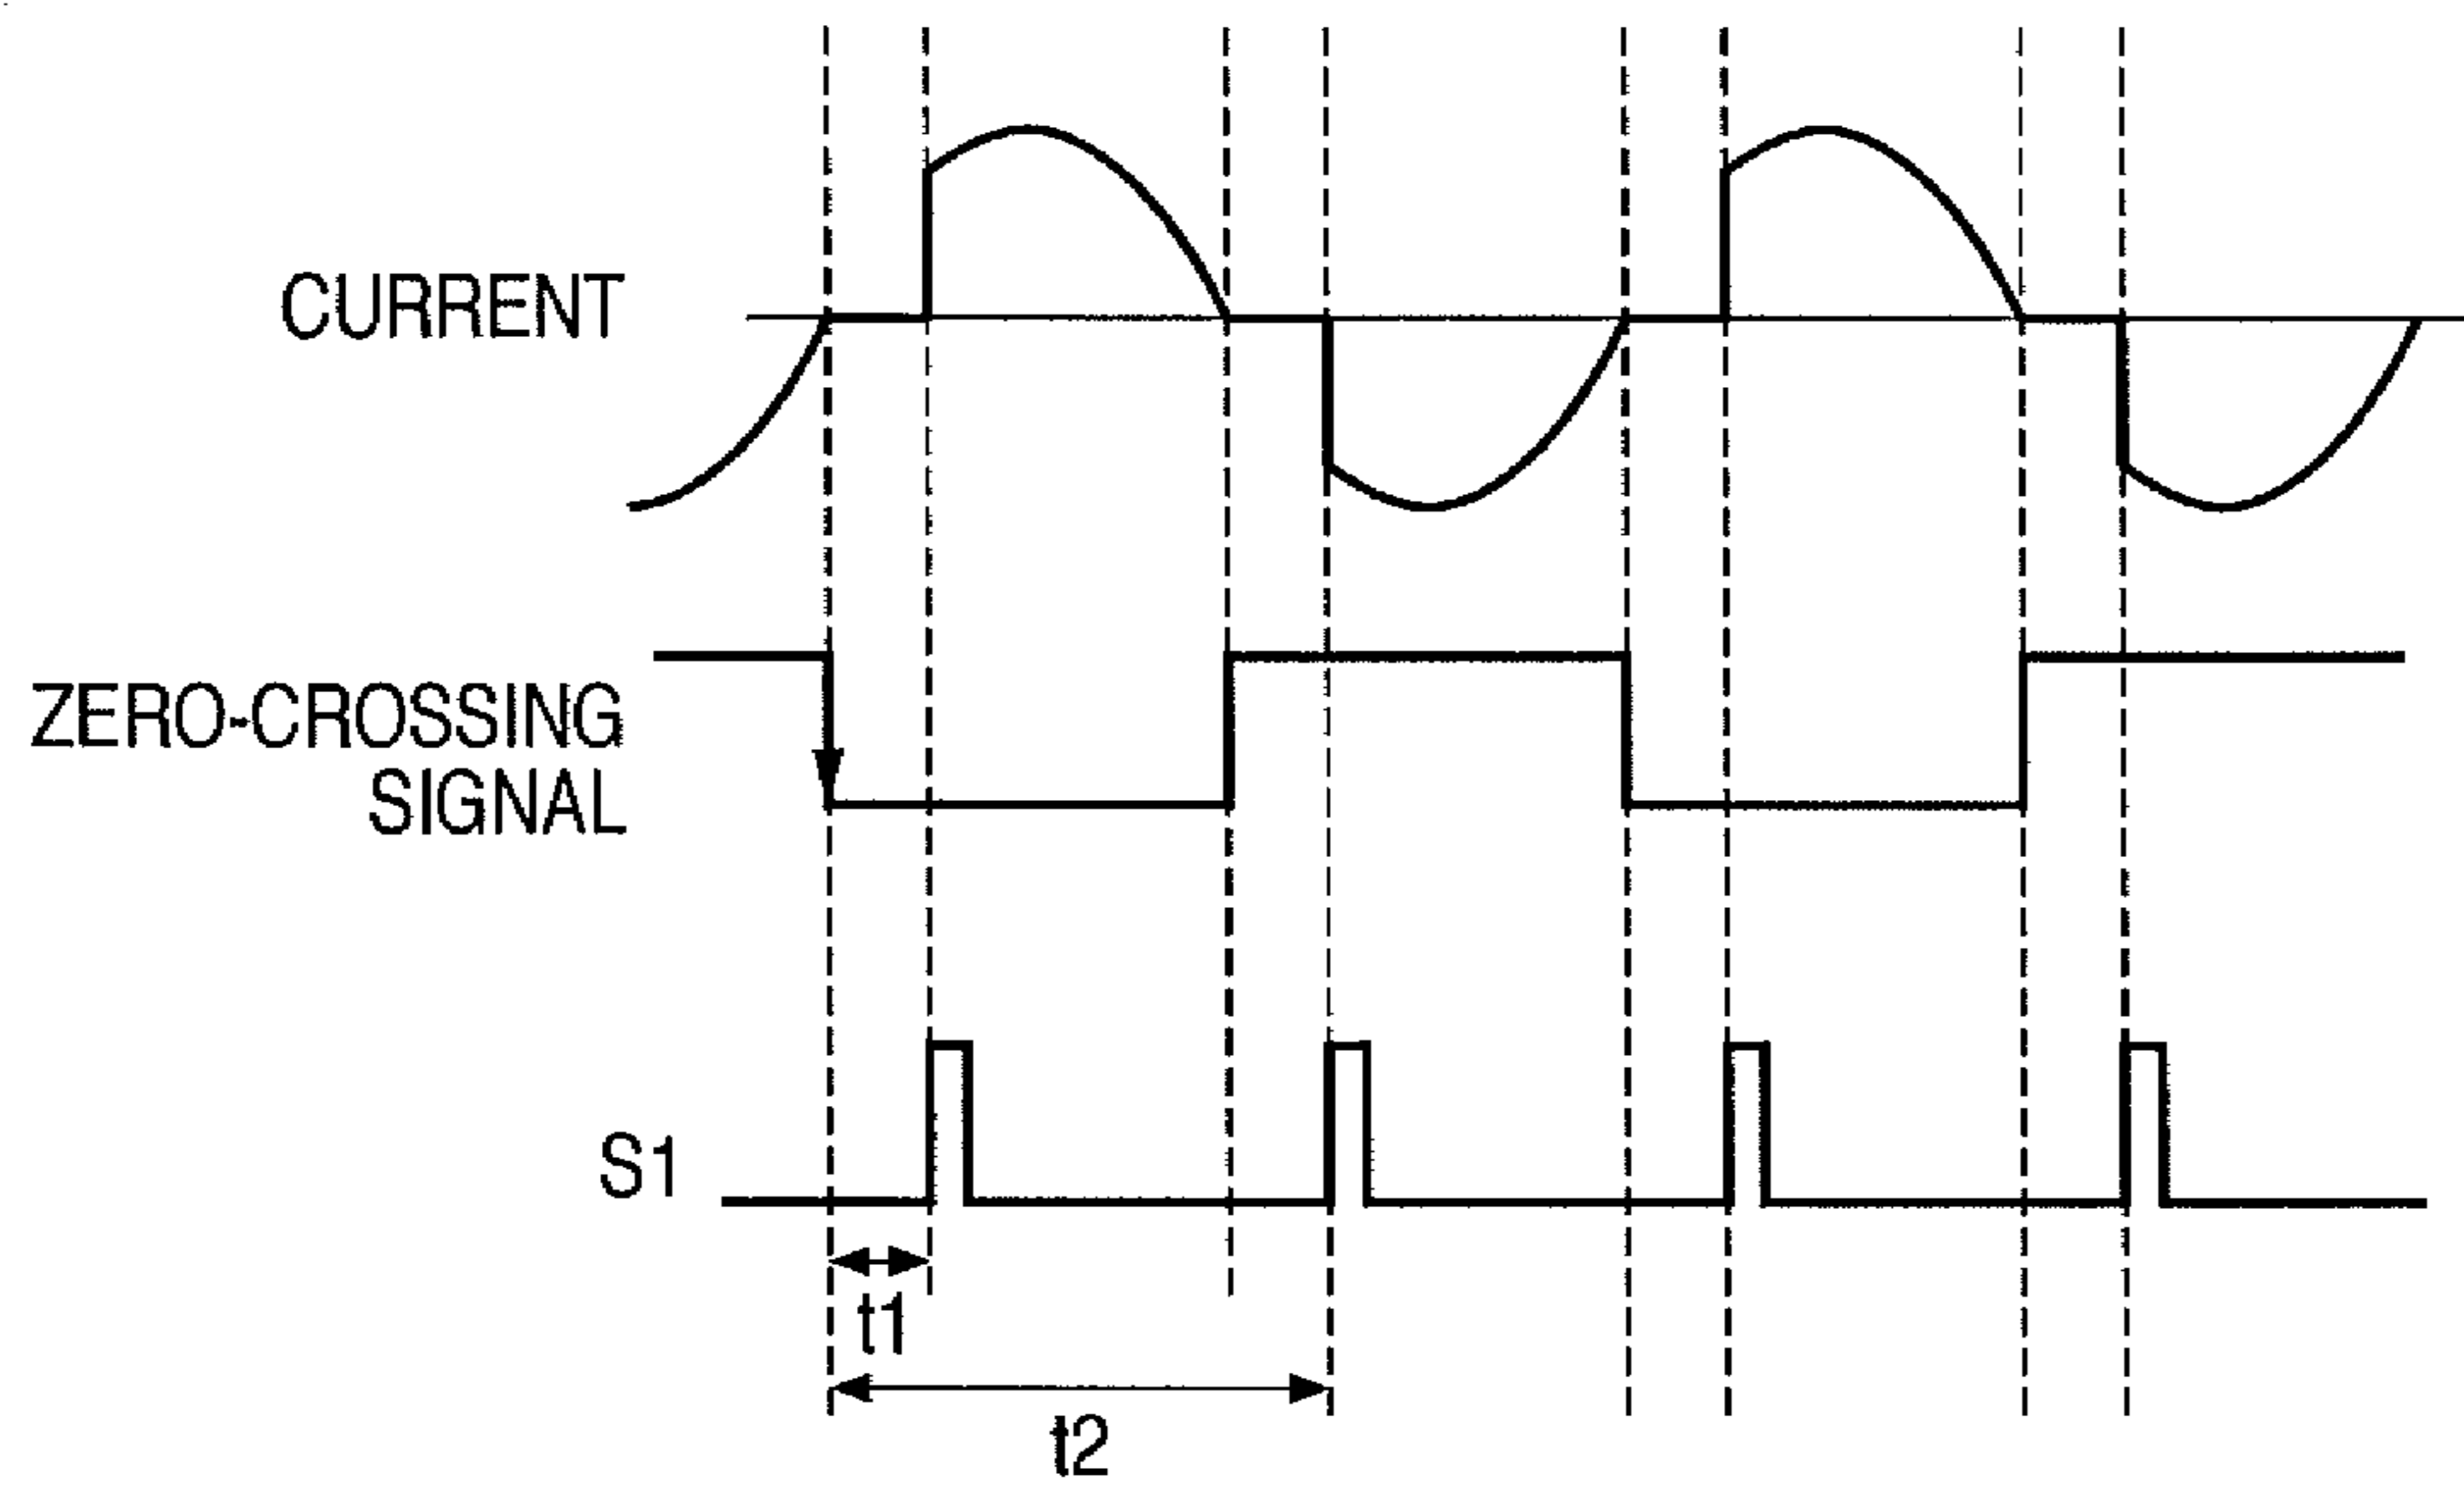 CURRENT
ZERO-CROSSING
SIGNAL
S1
t1
t2